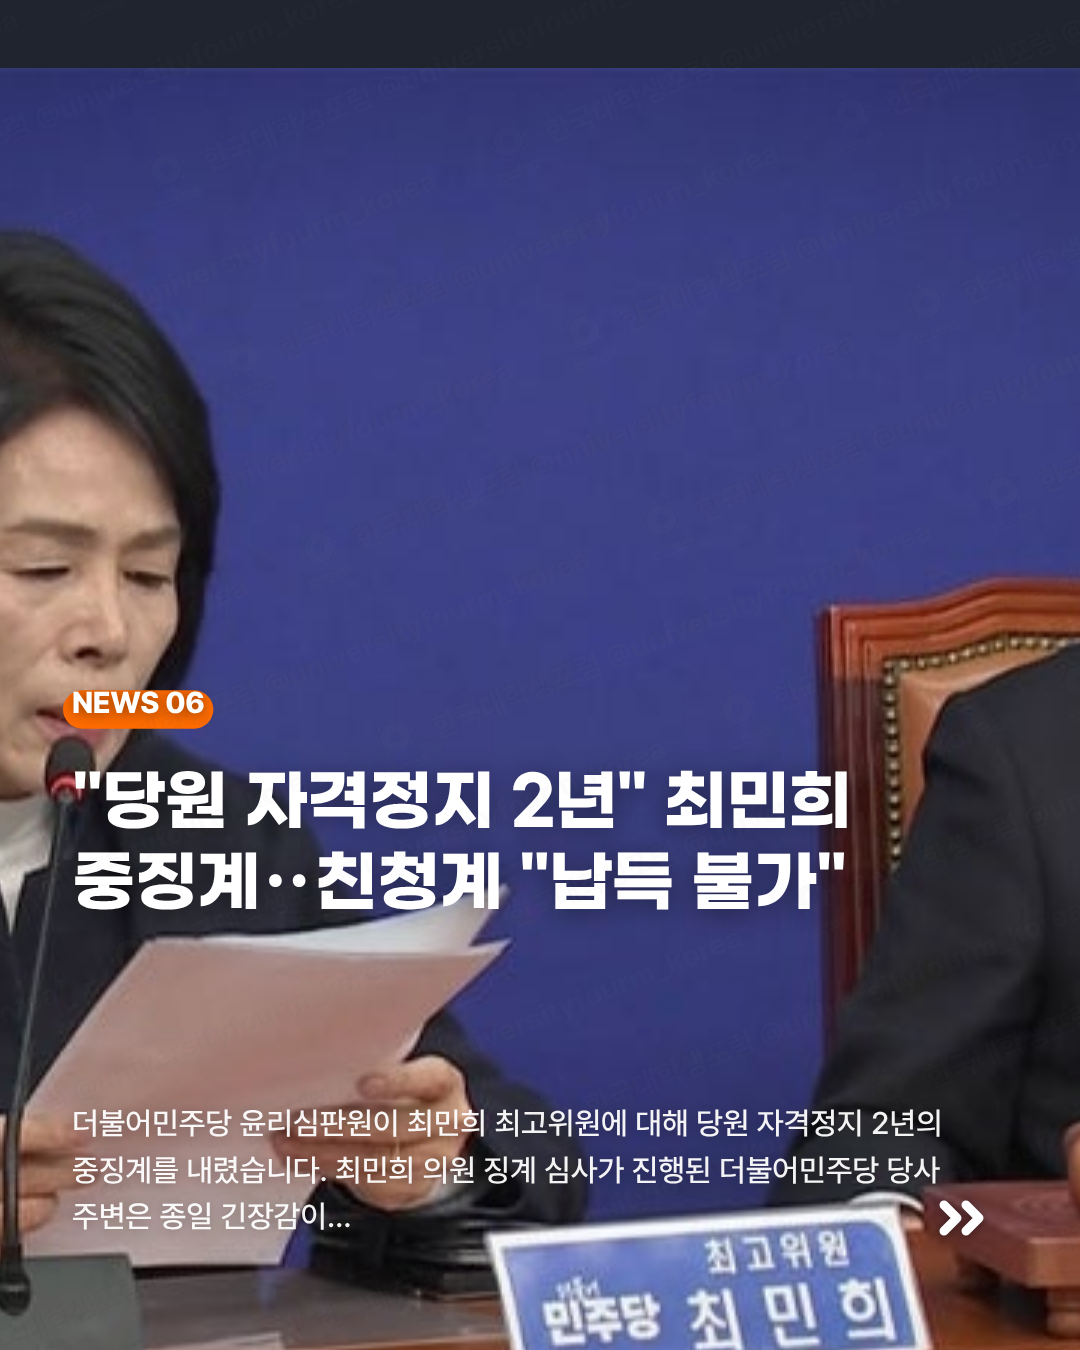 NEWS 06
"당원 자격정지 2년" 최민희
중징계··친청계 "납득 불가"
더불어민주당 윤리심판원이 최민희 최고위원에 대해 당원 자격정지 2년의
중징계를 내렸습니다. 최민희 의원 징계 심사가 진행된 더불어민주당 당사
주변은 종일 긴장감이...
최고위원
더불어
민주당 최민희